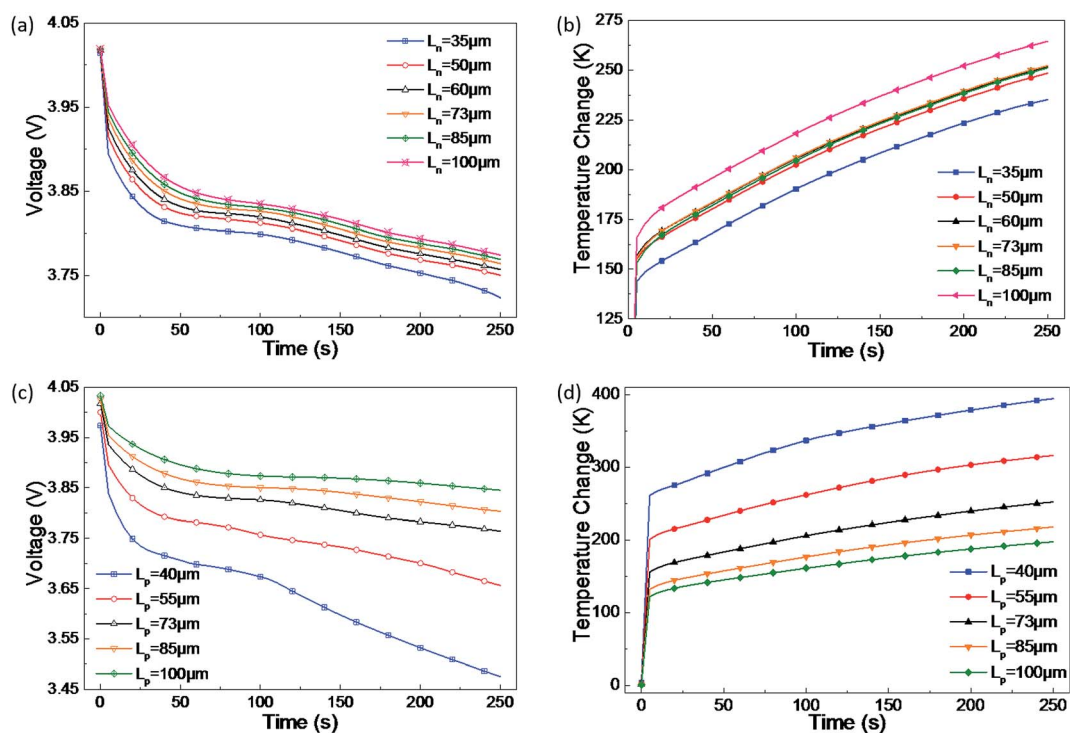 (a)
4.05
3.95
3.85
3.75
Voltage (V)
0 50 100 150 200 250
Time (s)
Ln=35μm
Ln=50μm
Ln=60μm
Ln=73μm
Ln=85μm
Ln=100μm
(b)
275
250
225
200
175
150
125
Temperature Change (K)
50 100 150 200 250
Time (s)
Ln=35μm
Ln=50μm
Ln=60μm
Ln=73μm
Ln=85μm
Ln=100μm
(c)
4.05
3.95
3.85
3.75
3.65
3.55
3.45
Voltage (V)
0 50 100 150 200 250
Time (s)
Lp=40μm
Lp=55μm
Lp=73μm
Lp=85μm
Lp=100μm
(d)
400
300
200
100
0
Temperature Change (K)
0 50 100 150 200 250
Time (s)
Lp=40μm
Lp=55μm
Lp=73μm
Lp=85μm
Lp=100μm